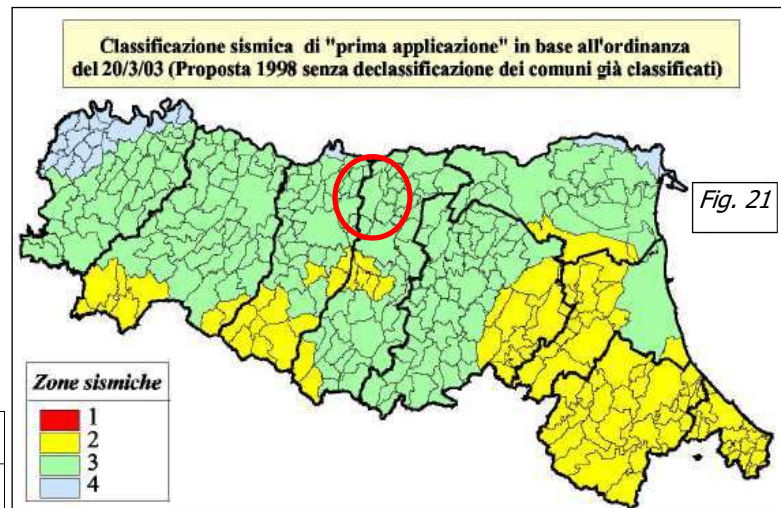 Classificazione sismica di "prima applicazione" in base all'ordinanza
del 20/3/03 (Proposta 1998 senza declassificazione dei comuni già classificati)
Fig. 21
Zone sismiche
1
2
3
4